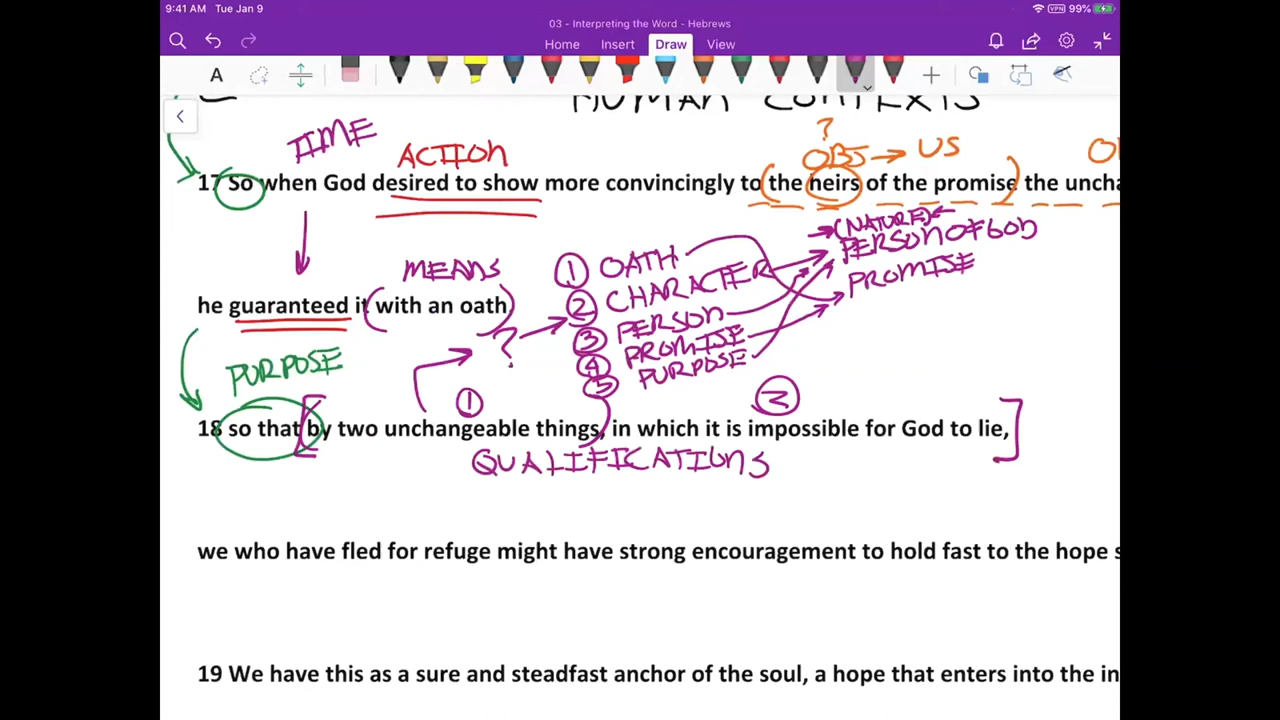 9:41 AM Tue Jan 9
99%
03 - Interpreting the Word - Hebrews
Home Insert Draw View
A
HUMAN CONTEXTS
TIME
ACTION
?
OBJ → US
17 So when God desired to show more convincingly to (the heirs of the promise) the uncha
→(NATURE)←
PERSON OF GOD
PROMISE
MEANS
① OATH
② CHARACTER
③ PERSON
④ PROMISE
⑤ PURPOSE
he guaranteed it (with an oath)
?
PURPOSE
① 2
18 so that [by two unchangeable things, in which it is impossible for God to lie,]
QUALIFICATIONS
we who have fled for refuge might have strong encouragement to hold fast to the hope s
19 We have this as a sure and steadfast anchor of the soul, a hope that enters into the in